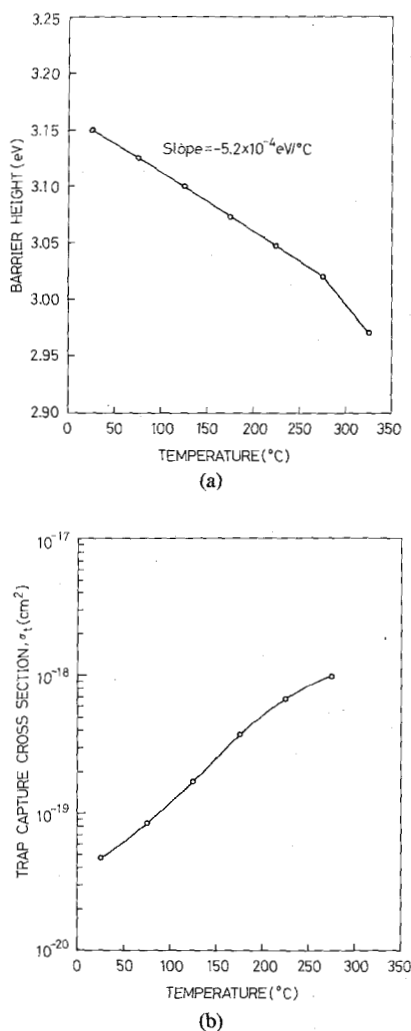 3.25
3.20
3.15
3.10
3.05
3.00
2.95
2.90
BARRIER HEIGHT (eV)
Slope=-5.2x10⁻⁴eV/°C
0 50 100 150 200 250 300 350
TEMPERATURE (°C)
(a)
10⁻¹⁷
10⁻¹⁸
10⁻¹⁹
10⁻²⁰
TRAP CAPTURE CROSS SECTION, σt (cm²)
0 50 100 150 200 250 300 350
TEMPERATURE (°C)
(b)